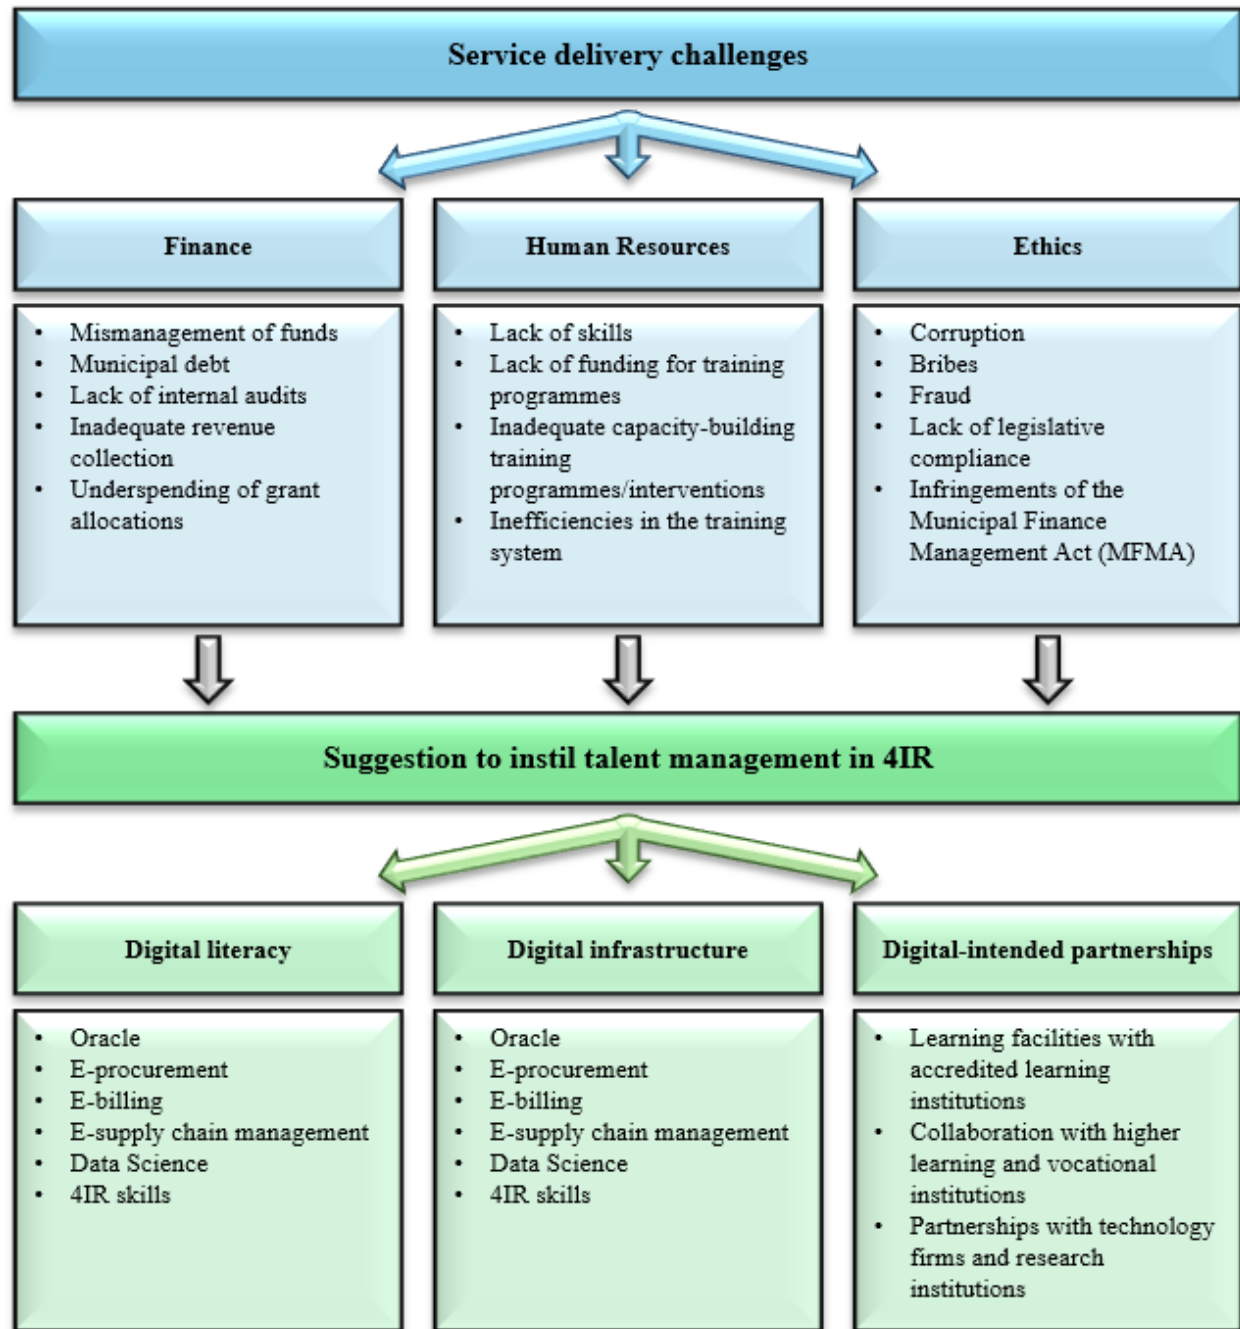 Service delivery challenges
Finance
• Mismanagement of funds
• Municipal debt
• Lack of internal audits
• Inadequate revenue
collection
• Underspending of grant
allocations
Human Resources
• Lack of skills
• Lack of funding for training
programmes
• Inadequate capacity-building
training
programmes/interventions
• Inefficiencies in the training
system
Ethics
• Corruption
• Bribes
• Fraud
• Lack of legislative
compliance
• Infringements of the
Municipal Finance
Management Act (MFMA)
Suggestion to instil talent management in 4IR
Digital literacy
• Oracle
• E-procurement
• E-billing
• E-supply chain management
• Data Science
• 4IR skills
Digital infrastructure
• Oracle
• E-procurement
• E-billing
• E-supply chain management
• Data Science
• 4IR skills
Digital-intended partnerships
• Learning facilities with
accredited learning
institutions
• Collaboration with higher
learning and vocational
institutions
• Partnerships with technology
firms and research
institutions